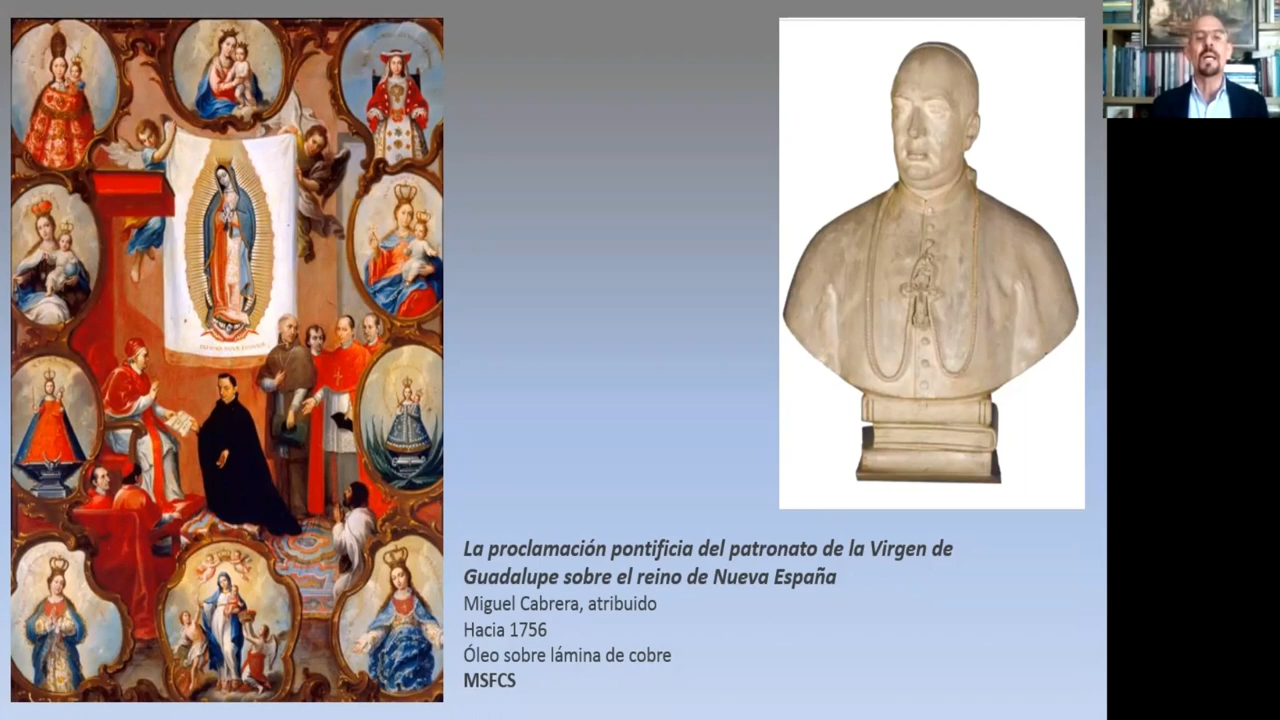 La proclamación pontificia del patronato de la Virgen de
Guadalupe sobre el reino de Nueva España
Miguel Cabrera, atribuido
Hacia 1756
Óleo sobre lámina de cobre
MSFCS